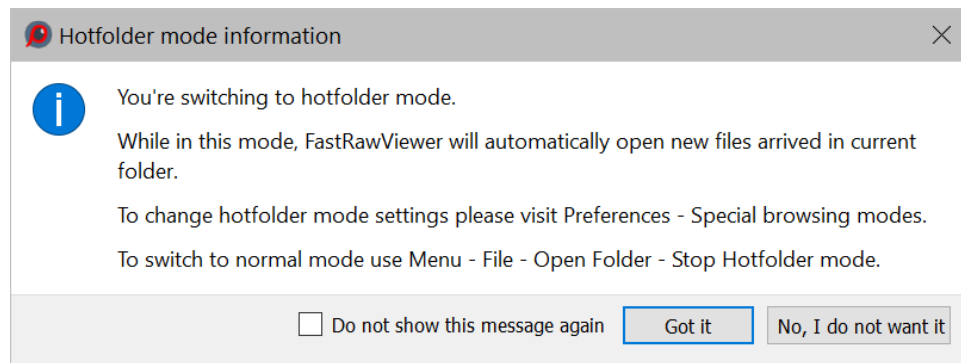 Hotfolder mode information
You're switching to hotfolder mode.
While in this mode, FastRawViewer will automatically open new files arrived in current
folder.
To change hotfolder mode settings please visit Preferences - Special browsing modes.
To switch to normal mode use Menu - File - Open Folder - Stop Hotfolder mode.
Do not show this message again Got it No, I do not want it